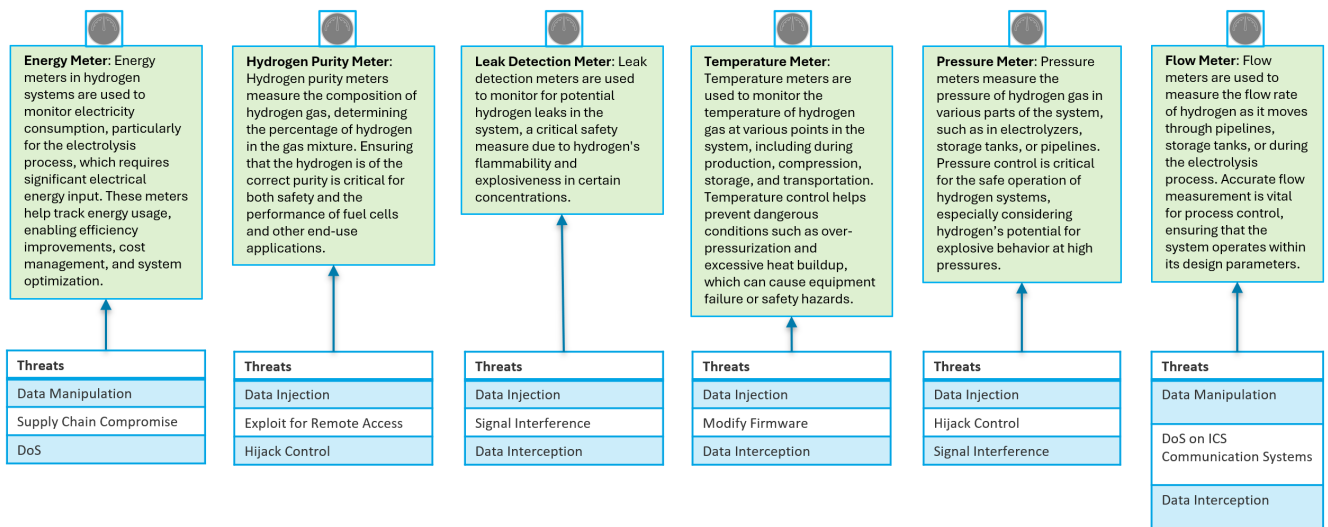 Energy Meter: Energy
meters in hydrogen
systems are used to
monitor electricity
consumption, particularly
for the electrolysis
process, which requires
significant electrical
energy input. These meters
help track energy usage,
enabling efficiency
improvements, cost
management, and system
optimization.
Hydrogen Purity Meter:
Hydrogen purity meters
measure the composition of
hydrogen gas, determining
the percentage of hydrogen
in the gas mixture. Ensuring
that the hydrogen is of the
correct purity is critical for
both safety and the
performance of fuel cells
and other end-use
applications.
Leak Detection Meter: Leak
detection meters are used
to monitor for potential
hydrogen leaks in the
system, a critical safety
measure due to hydrogen's
flammability and
explosiveness in certain
concentrations.
Temperature Meter:
Temperature meters are
used to monitor the
temperature of hydrogen
gas at various points in the
system, including during
production, compression,
storage, and transportation.
Temperature control helps
prevent dangerous
conditions such as over-
pressurization and
excessive heat buildup,
which can cause equipment
failure or safety hazards.
Pressure Meter: Pressure
meters measure the
pressure of hydrogen gas in
various parts of the system,
such as in electrolyzers,
storage tanks, or pipelines.
Pressure control is critical
for the safe operation of
hydrogen systems,
especially considering
hydrogen's potential for
explosive behavior at high
pressures.
Flow Meter: Flow
meters are used to
measure the flow rate
of hydrogen as it moves
through pipelines,
storage tanks, or during
the electrolysis
process. Accurate flow
measurement is vital
for process control,
ensuring that the
system operates within
its design parameters.
Threats
Data Manipulation
Supply Chain Compromise
DoS
Threats
Data Injection
Exploit for Remote Access
Hijack Control
Threats
Data Injection
Signal Interference
Data Interception
Threats
Data Injection
Modify Firmware
Data Interception
Threats
Data Injection
Hijack Control
Signal Interference
Threats
Data Manipulation
DoS on ICS
Communication Systems
Data Interception